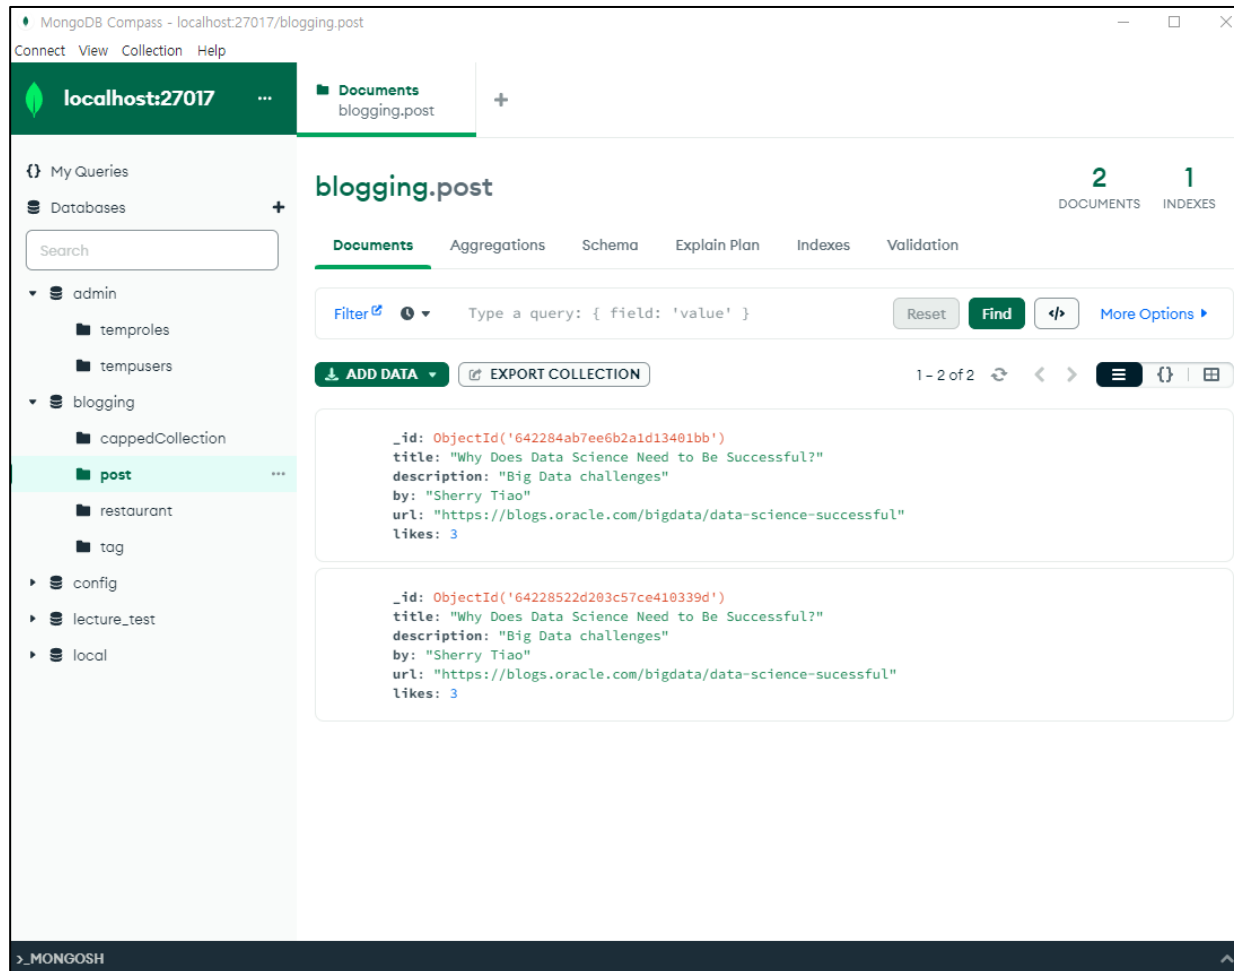 MongoDB Compass - localhost:27017/blogging.post
Connect View Collection Help
localhost:27017 ...
Documents
blogging.post
+
{} My Queries
Databases +
Search
admin
temproles
tempusers
blogging
cappedCollection
post ...
restaurant
tag
config
lecture_test
local
blogging.post
2
DOCUMENTS
1
INDEXES
Documents Aggregations Schema Explain Plan Indexes Validation
Filter Type a query: { field: 'value' } Reset Find </> More Options
ADD DATA EXPORT COLLECTION 1 – 2 of 2 {}
_id: ObjectId('642284ab7ee6b2a1d13401bb')
title: "Why Does Data Science Need to Be Successful?"
description: "Big Data challenges"
by: "Sherry Tiao"
url: "https://blogs.oracle.com/bigdata/data-science-successful"
likes: 3
_id: ObjectId('64228522d203c57ce410339d')
title: "Why Does Data Science Need to Be Successful?"
description: "Big Data challenges"
by: "Sherry Tiao"
url: "https://blogs.oracle.com/bigdata/data-science-sucessful"
likes: 3
>_MONGOSH